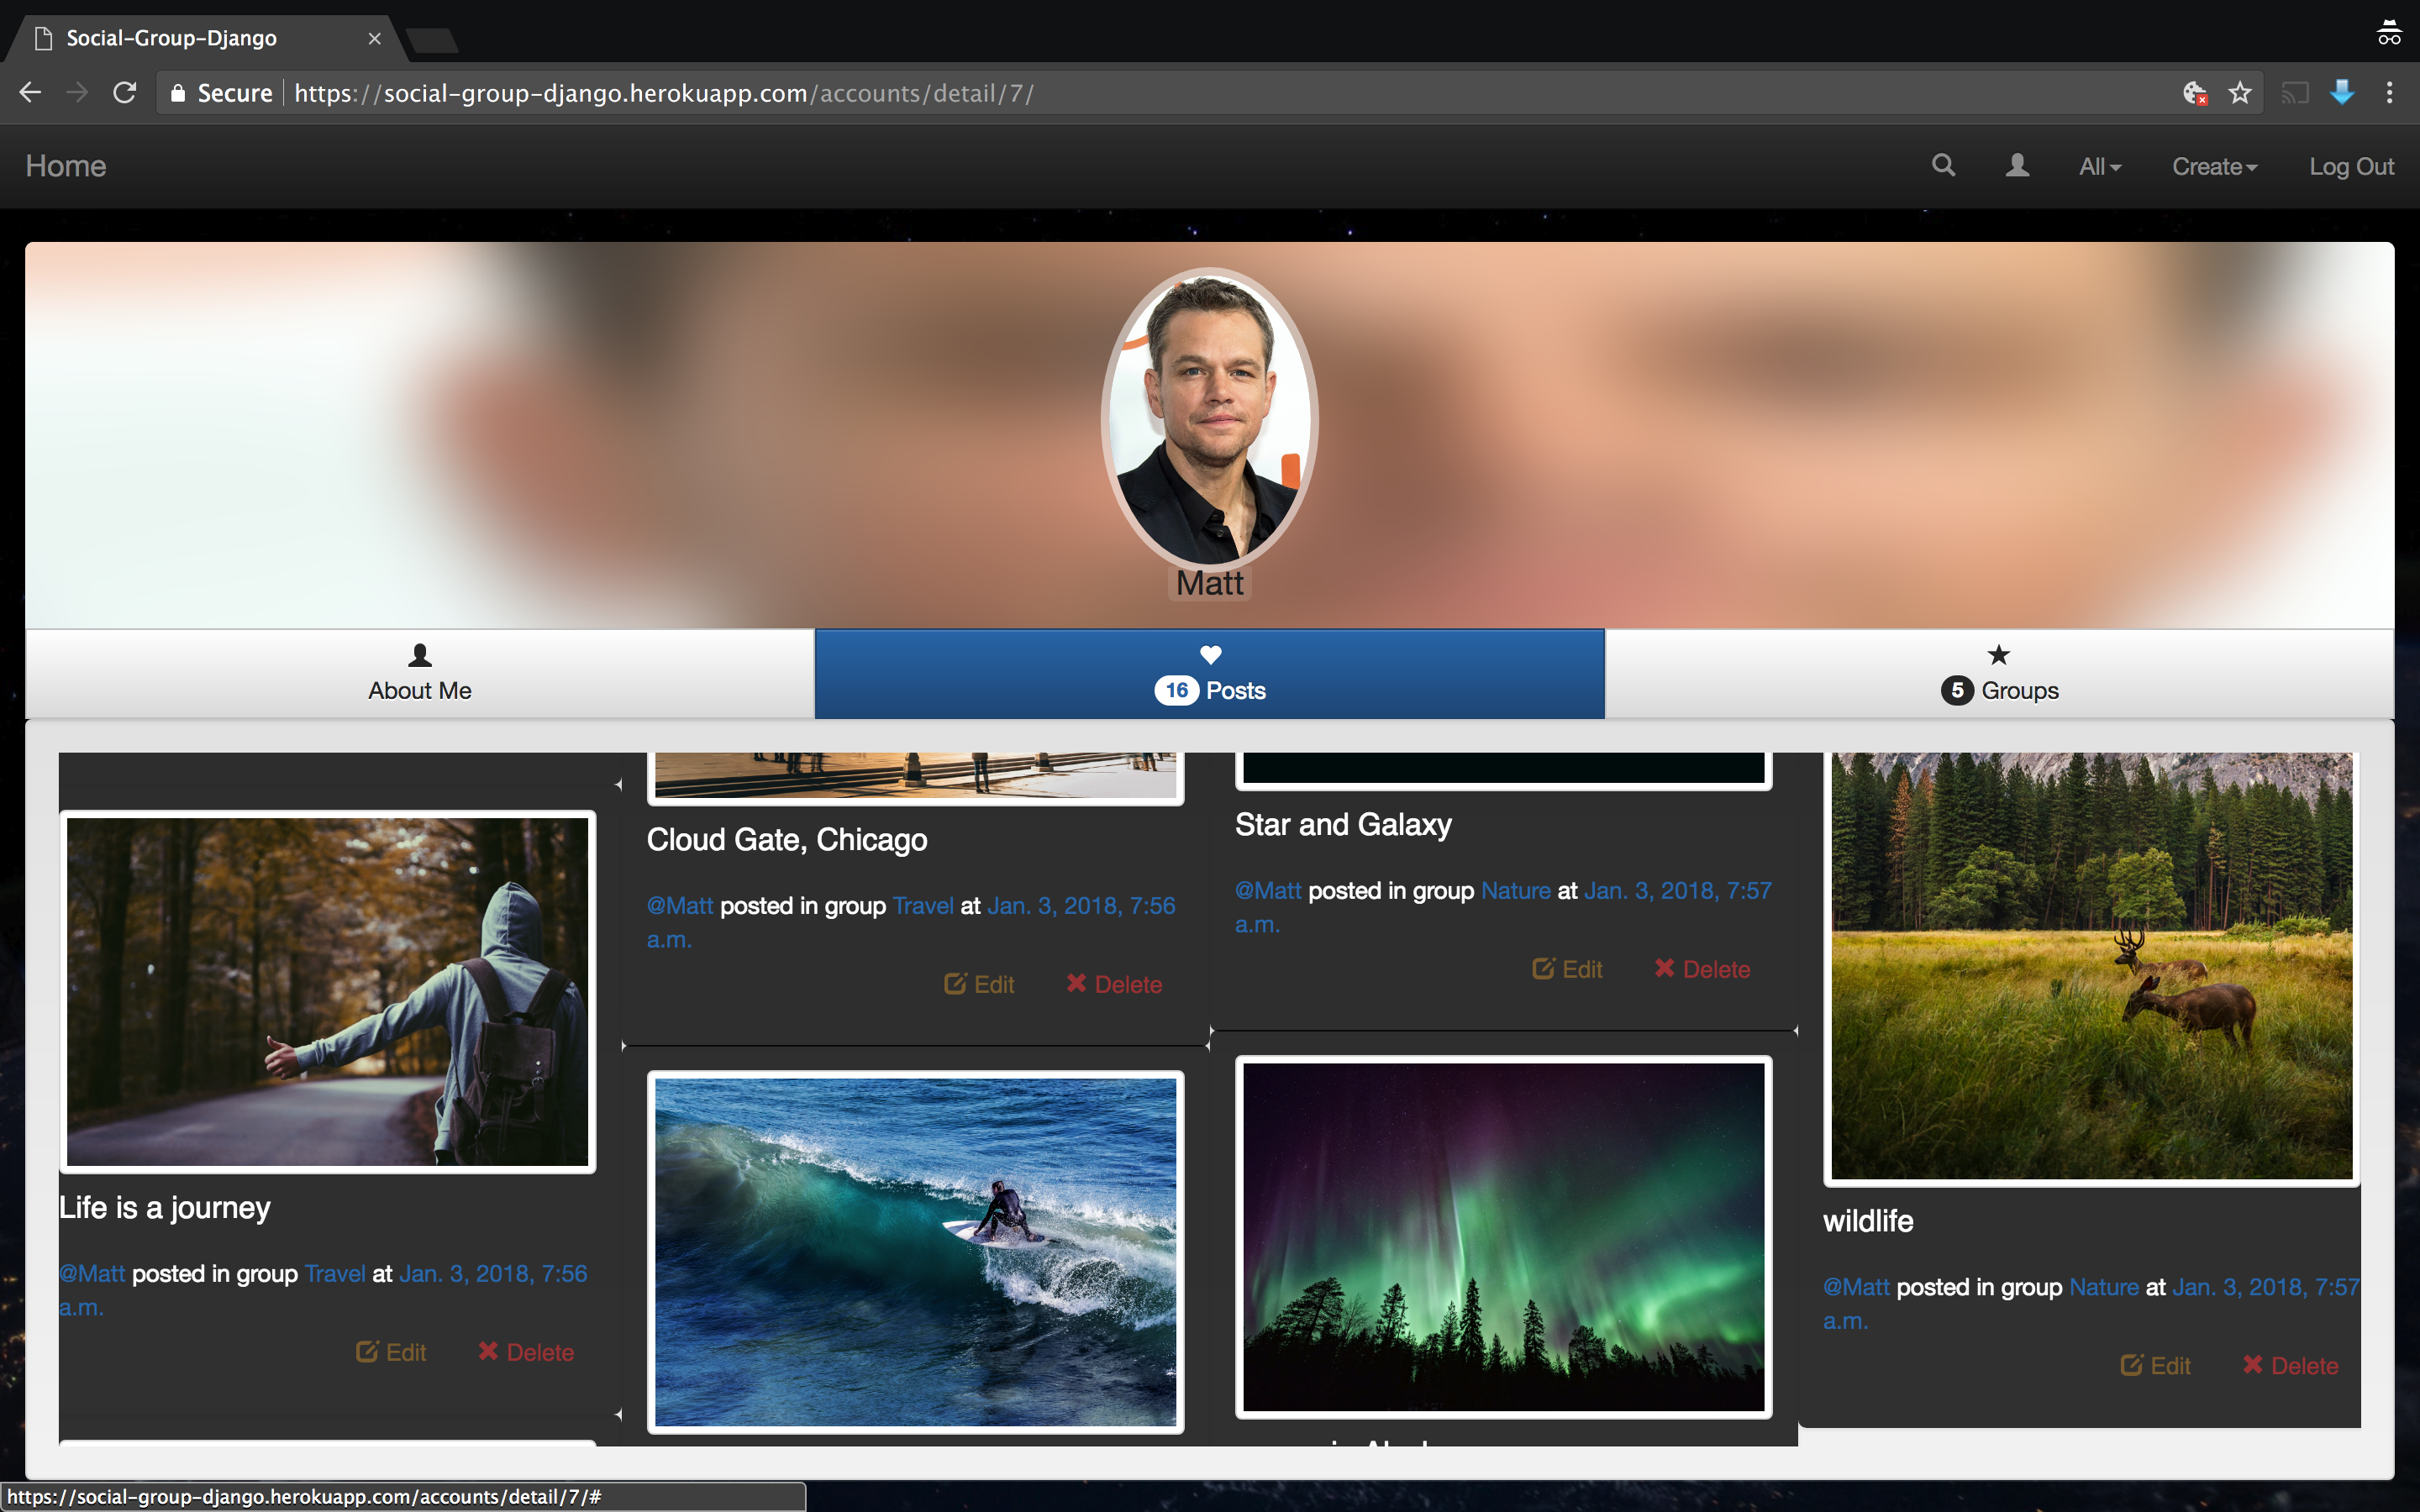 Social-Group-Django
Secure https://social-group-django.herokuapp.com/accounts/detail/7/
Home
All
Create
Log Out
Matt
About Me
16 Posts
5 Groups
Life is a journey
@Matt posted in group Travel at Jan. 3, 2018, 7:56
a.m.
Edit Delete
Cloud Gate, Chicago
@Matt posted in group Travel at Jan. 3, 2018, 7:56
a.m.
Edit Delete
Star and Galaxy
@Matt posted in group Nature at Jan. 3, 2018, 7:57
a.m.
Edit Delete
wildlife
@Matt posted in group Nature at Jan. 3, 2018, 7:57
a.m.
Edit Delete
https://social-group-django.herokuapp.com/accounts/detail/7/#